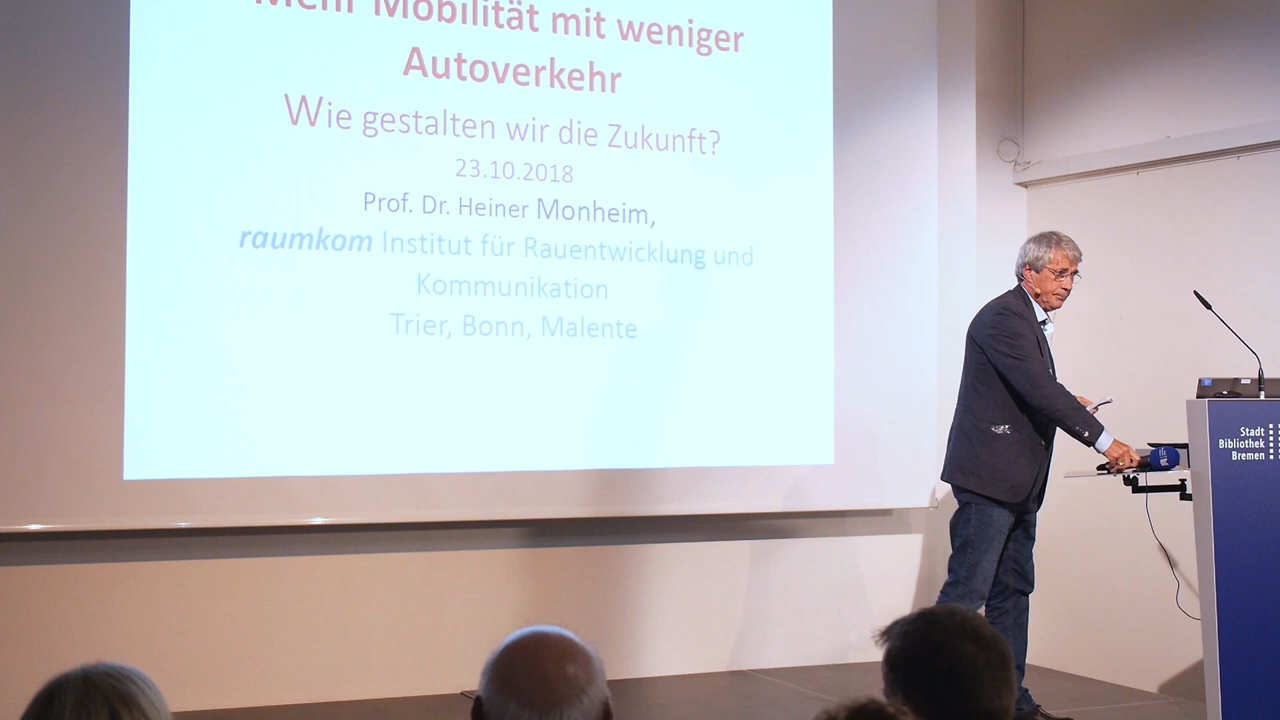 Mehr Mobilität mit weniger
Autoverkehr
Wie gestalten wir die Zukunft?
23.10.2018
Prof. Dr. Heiner Monheim,
raumkom Institut für Rauentwicklung und
Kommunikation
Trier, Bonn, Malente
Stadt
Bibliothek
Bremen